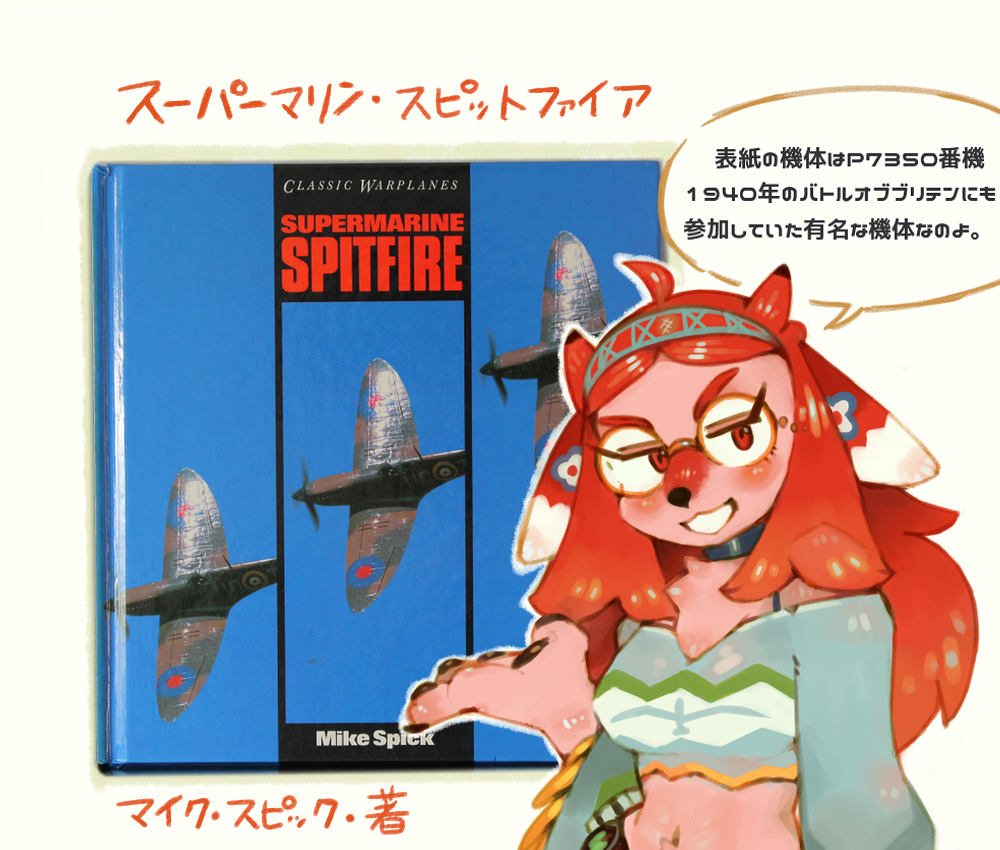 スーパーマリン・スピットファイア
表紙の機体はP7350番機
1940年のバトルオブブリテンにも
参加していた有名な機体なのよ。
CLASSIC WARPLANES
SUPERMARINE
SPITFIRE
Mike Spick
マイク・スピック・著